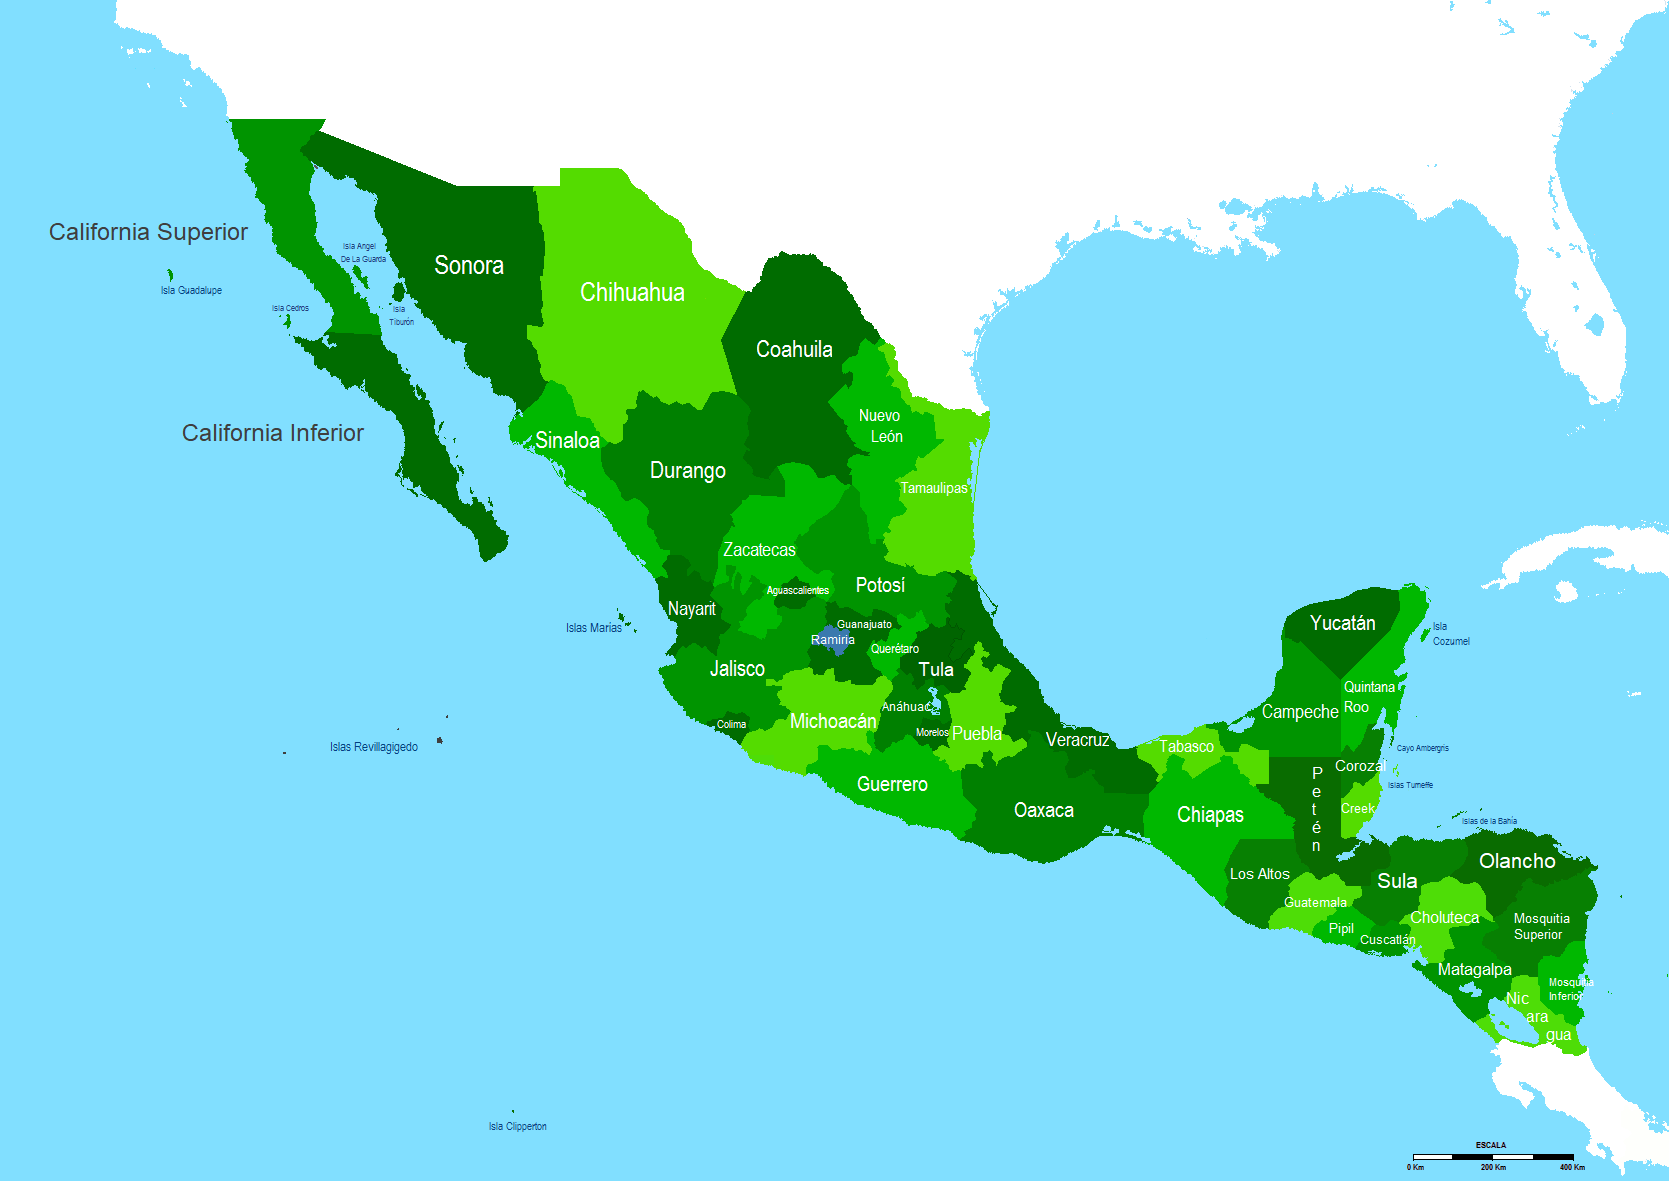 California Superior
Isla Guadalupe
Isla Angel
De La Guarda
Isla Cedros
Isla
Tiburón
Sonora
Chihuahua
Coahuila
California Inferior
Sinaloa
Nuevo
León
Durango
Tamaulipas
Zacatecas
Aguascalientes
Potosí
Nayarit
Islas Marías
Guanajuato
Ramiria
Querétaro
Jalisco
Tula
Anáhuac
Colima
Michoacán
Morelos
Puebla
Veracruz
Islas Revillagigedo
Guerrero
Oaxaca
Yucatán
Isla
Cozumel
Quintana
Roo
Campeche
Tabasco
Cayo Ambergris
Corozál
Islas Turneffe
P
e
t
é
n
Creek
Chiapas
Islas de la Bahía
Olancho
Los Altos
Sula
Guatemala
Choluteca
Mosquitia
Superior
Pipil
Cuscatlán
Matagalpa
Mosquitia
Inferior
Nic
ara
gua
Isla Clipperton
ESCALA
0 Km
200 Km
400 Km